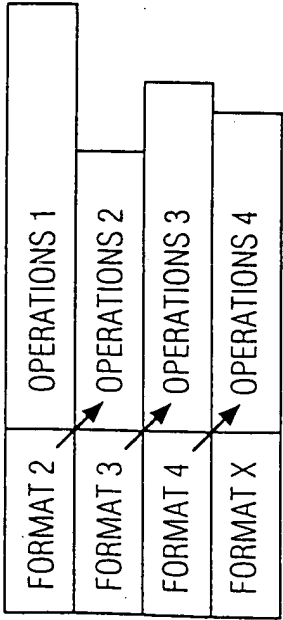 FORMAT 2 OPERATIONS 1
FORMAT 3 OPERATIONS 2
FORMAT 4 OPERATIONS 3
FORMAT X OPERATIONS 4